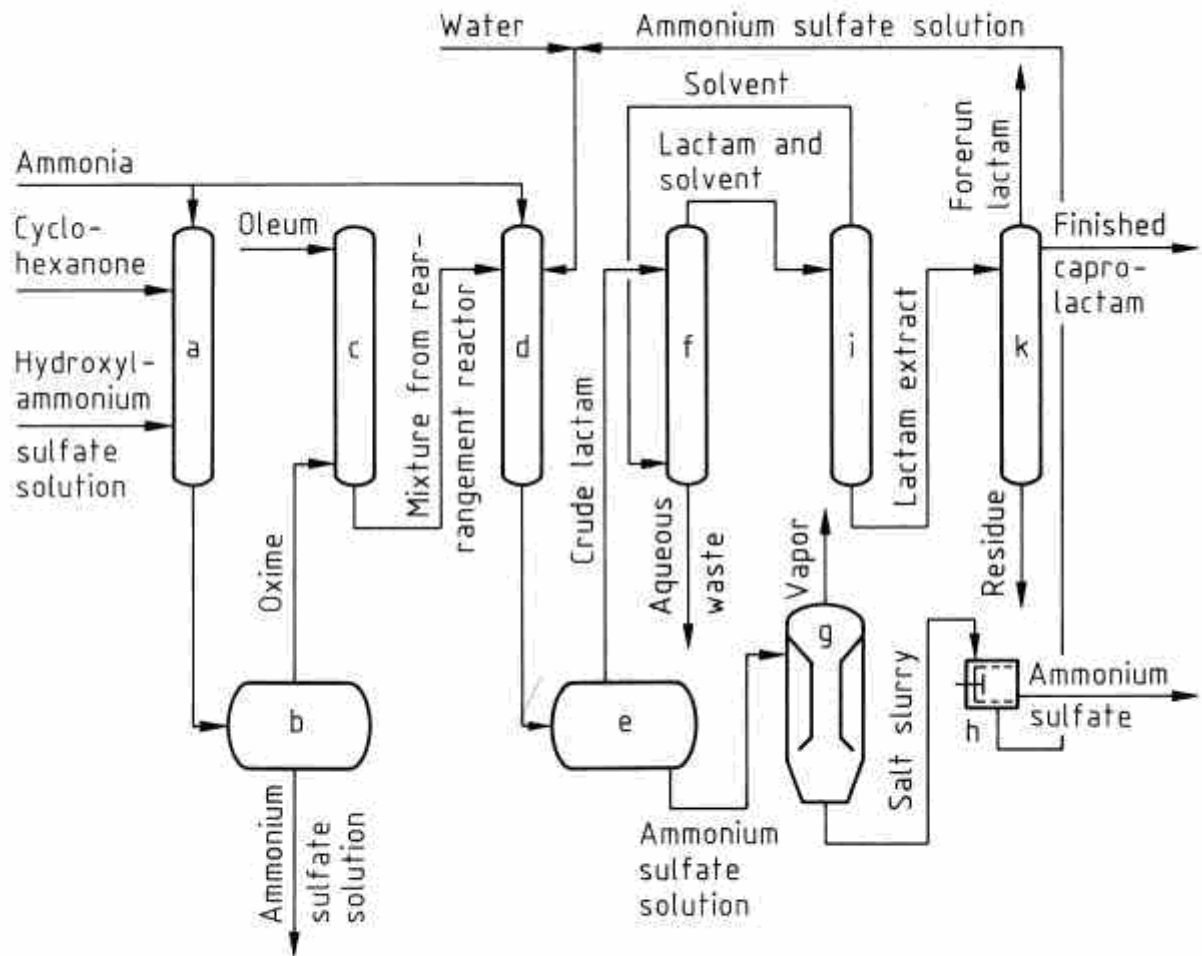 Water
Ammonium sulfate solution
Solvent
Lactam and
solvent
Forerun
lactam
Ammonia
Cyclo-
hexanone
Oleum
Finished
capro-
lactam
Hydroxyl-
ammonium
sulfate
solution
a
c
d
f
i
k
Mixture from rear-
rangement reactor
Crude lactam
Lactam extract
Oxime
Aqueous
waste
Vapor
Residue
g
b
e
h
Salt slurry
Ammonium
sulfate
Ammonium
sulfate
solution
Ammonium
sulfate
solution